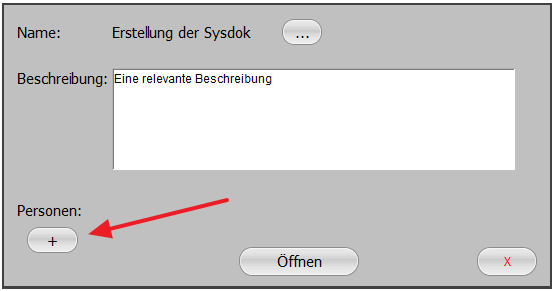 Name: Erstellung der Sysdok ...
Beschreibung: Eine relevante Beschreibung
Personen:
+
Öffnen X